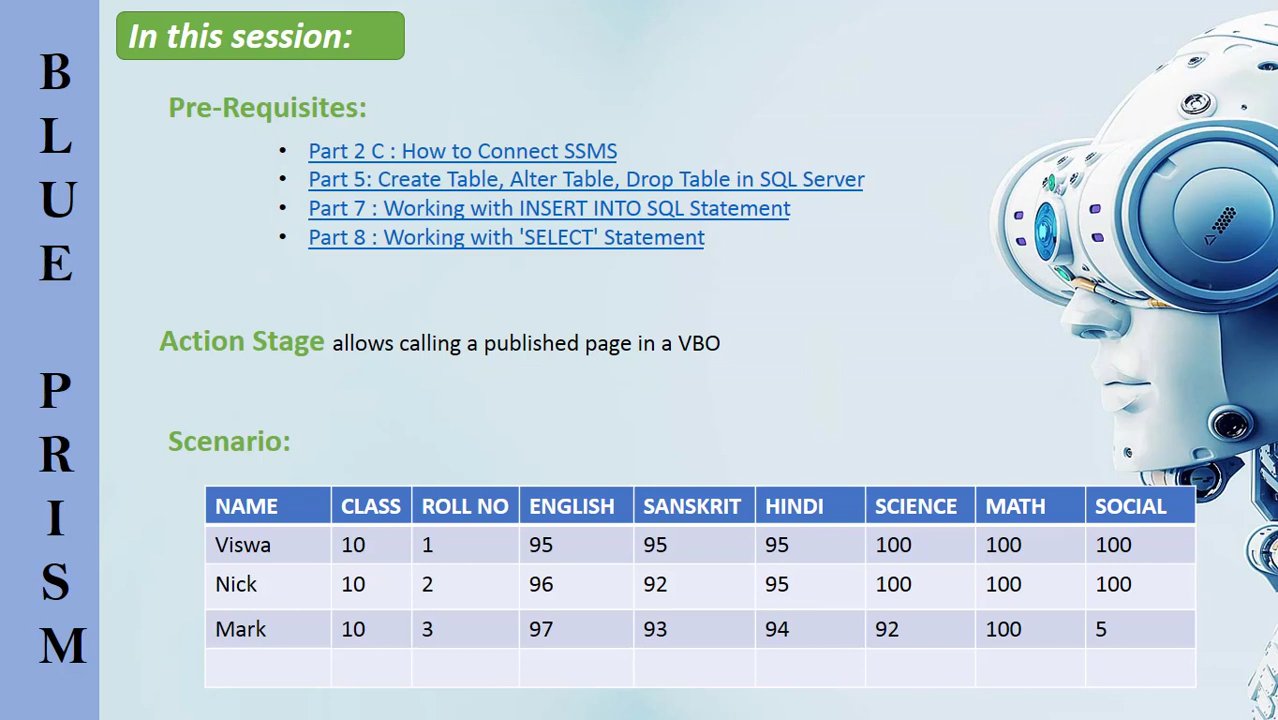 BLUE PRISM
In this session:
Pre-Requisites:
• Part 2 C : How to Connect SSMS
• Part 5: Create Table, Alter Table, Drop Table in SQL Server
• Part 7 : Working with INSERT INTO SQL Statement
• Part 8 : Working with 'SELECT' Statement
Action Stage allows calling a published page in a VBO
Scenario:
NAME CLASS ROLL NO ENGLISH SANSKRIT HINDI SCIENCE MATH SOCIAL
Viswa 10 1 95 95 95 100 100 100
Nick 10 2 96 92 95 100 100 100
Mark 10 3 97 93 94 92 100 5